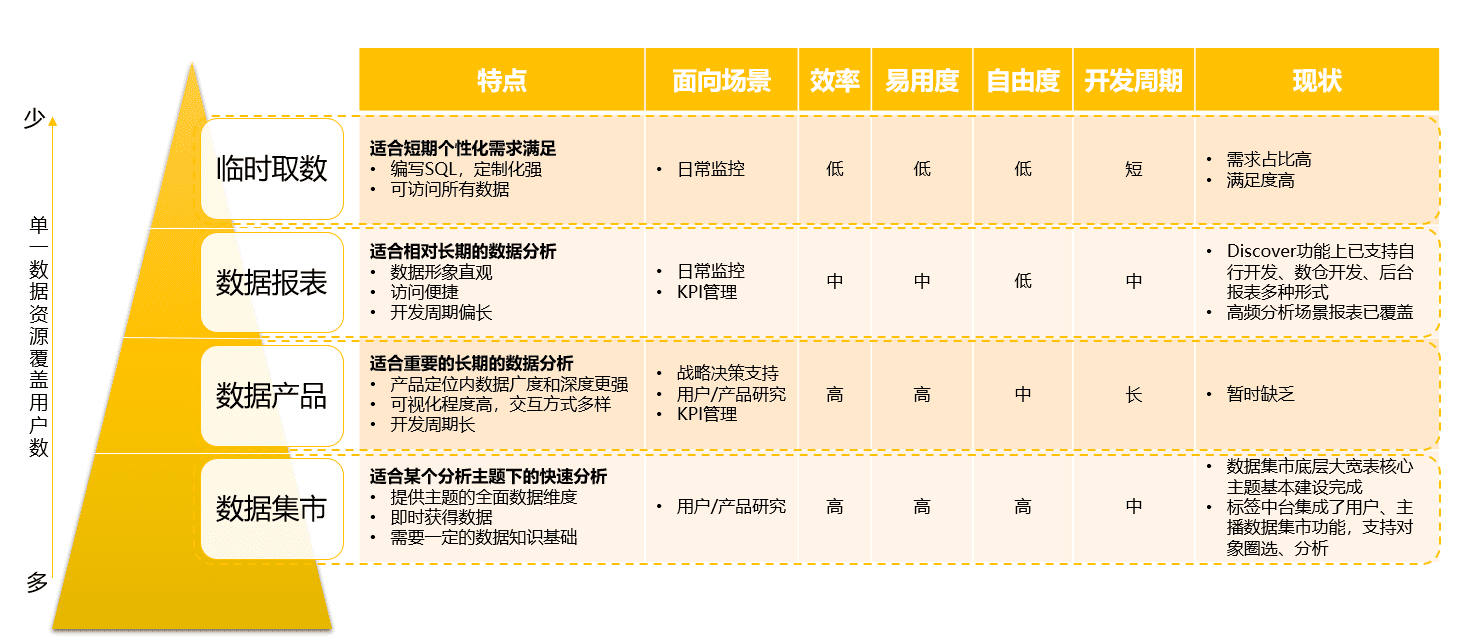 特点
面向场景
效率
易用度
自由度
开发周期
现状
少
单一数据资源覆盖用户数
多
临时取数
适合短期个性化需求满足
• 编写SQL，定制化强
• 可访问所有数据
• 日常监控
低
低
低
短
• 需求占比高
• 满足度高
数据报表
适合相对长期的数据分析
• 数据形象直观
• 访问便捷
• 开发周期偏长
• 日常监控
• KPI管理
中
中
低
中
• Discover功能上已支持自
行开发、数仓开发、后台
报表多种形式
• 高频分析场景报表已覆盖
数据产品
适合重要的长期的数据分析
• 产品定位内数据广度和深度更强
• 可视化程度高，交互方式多样
• 开发周期长
• 战略决策支持
• 用户/产品研究
• KPI管理
高
高
中
长
• 暂时缺乏
数据集市
适合某个分析主题下的快速分析
• 提供主题的全面数据维度
• 即时获得数据
• 需要一定的数据知识基础
• 用户/产品研究
高
高
高
中
• 数据集市底层大宽表核心
主题基本建设完成
• 标签中台集成了用户、主
播数据集市功能，支持对
象圈选、分析